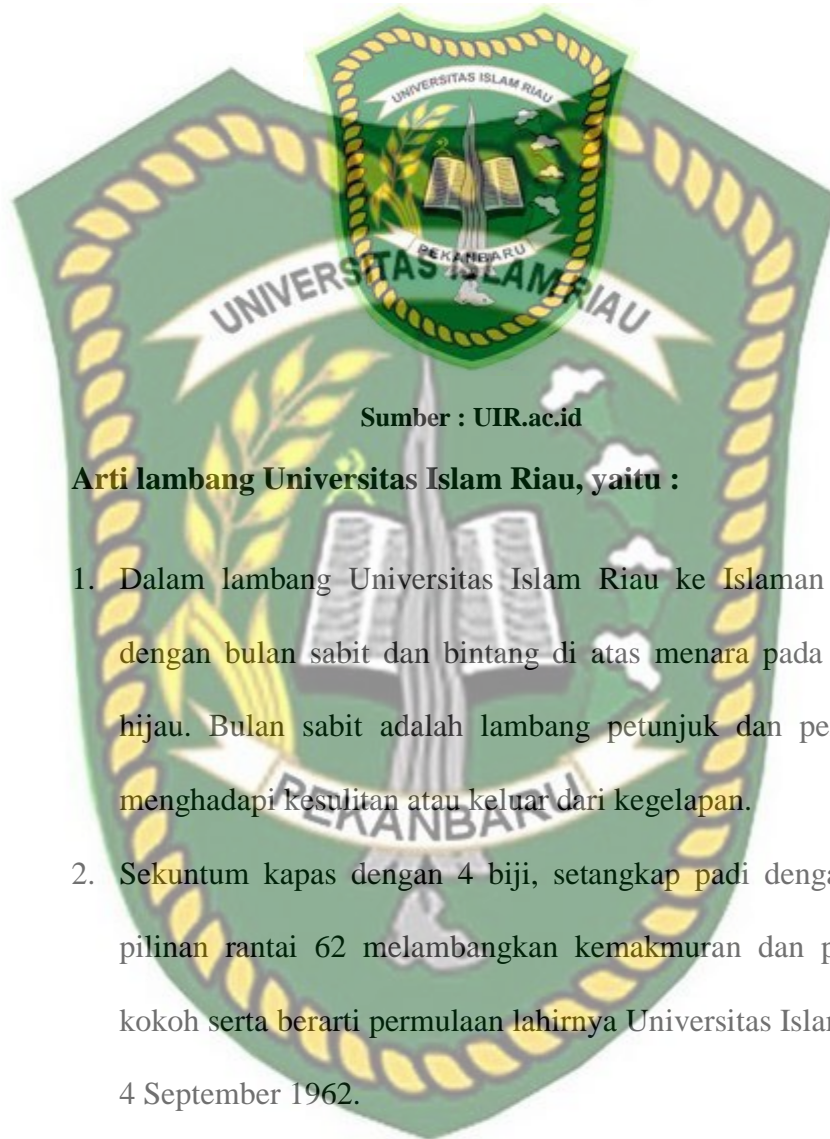 UNIVERSITAS ISLAM RIAU
PEKANBARU
UNIVERSITAS ISLAM RIAU
Sumber : UIR.ac.id
Arti lambang Universitas Islam Riau, yaitu :
1. Dalam lambang Universitas Islam Riau ke Islaman
dengan bulan sabit dan bintang di atas menara pada
hijau. Bulan sabit adalah lambang petunjuk dan
menghadapi kesulitan atau keluar dari kegelapan.
PEKANBARU
2. Sekuntum kapas dengan 4 biji, setangkap padi
pilinan rantai 62 melambangkan kemakmuran dan
kokoh serta berarti permulaan lahirnya Universitas
4 September 1962.